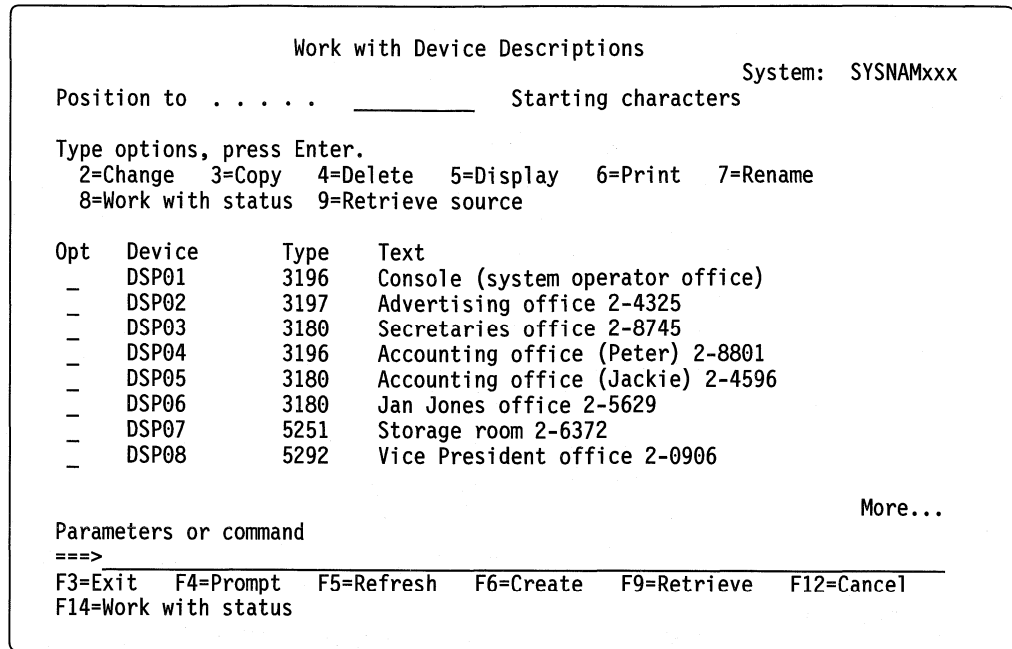 Work with Device Descriptions
System: SYSNAMxxx
Position to . . . . . __________ Starting characters
Type options, press Enter.
2=Change 3=Copy 4=Delete 5=Display 6=Print 7=Rename
8=Work with status 9=Retrieve source
Opt Device Type Text
_ DSP01 3196 Console (system operator office)
_ DSP02 3197 Advertising office 2-4325
_ DSP03 3180 Secretaries office 2-8745
_ DSP04 3196 Accounting office (Peter) 2-8801
_ DSP05 3180 Accounting office (Jackie) 2-4596
_ DSP06 3180 Jan Jones office 2-5629
_ DSP07 5251 Storage room 2-6372
_ DSP08 5292 Vice President office 2-0906
More...
Parameters or command
===>
F3=Exit F4=Prompt F5=Refresh F6=Create F9=Retrieve F12=Cancel
F14=Work with status